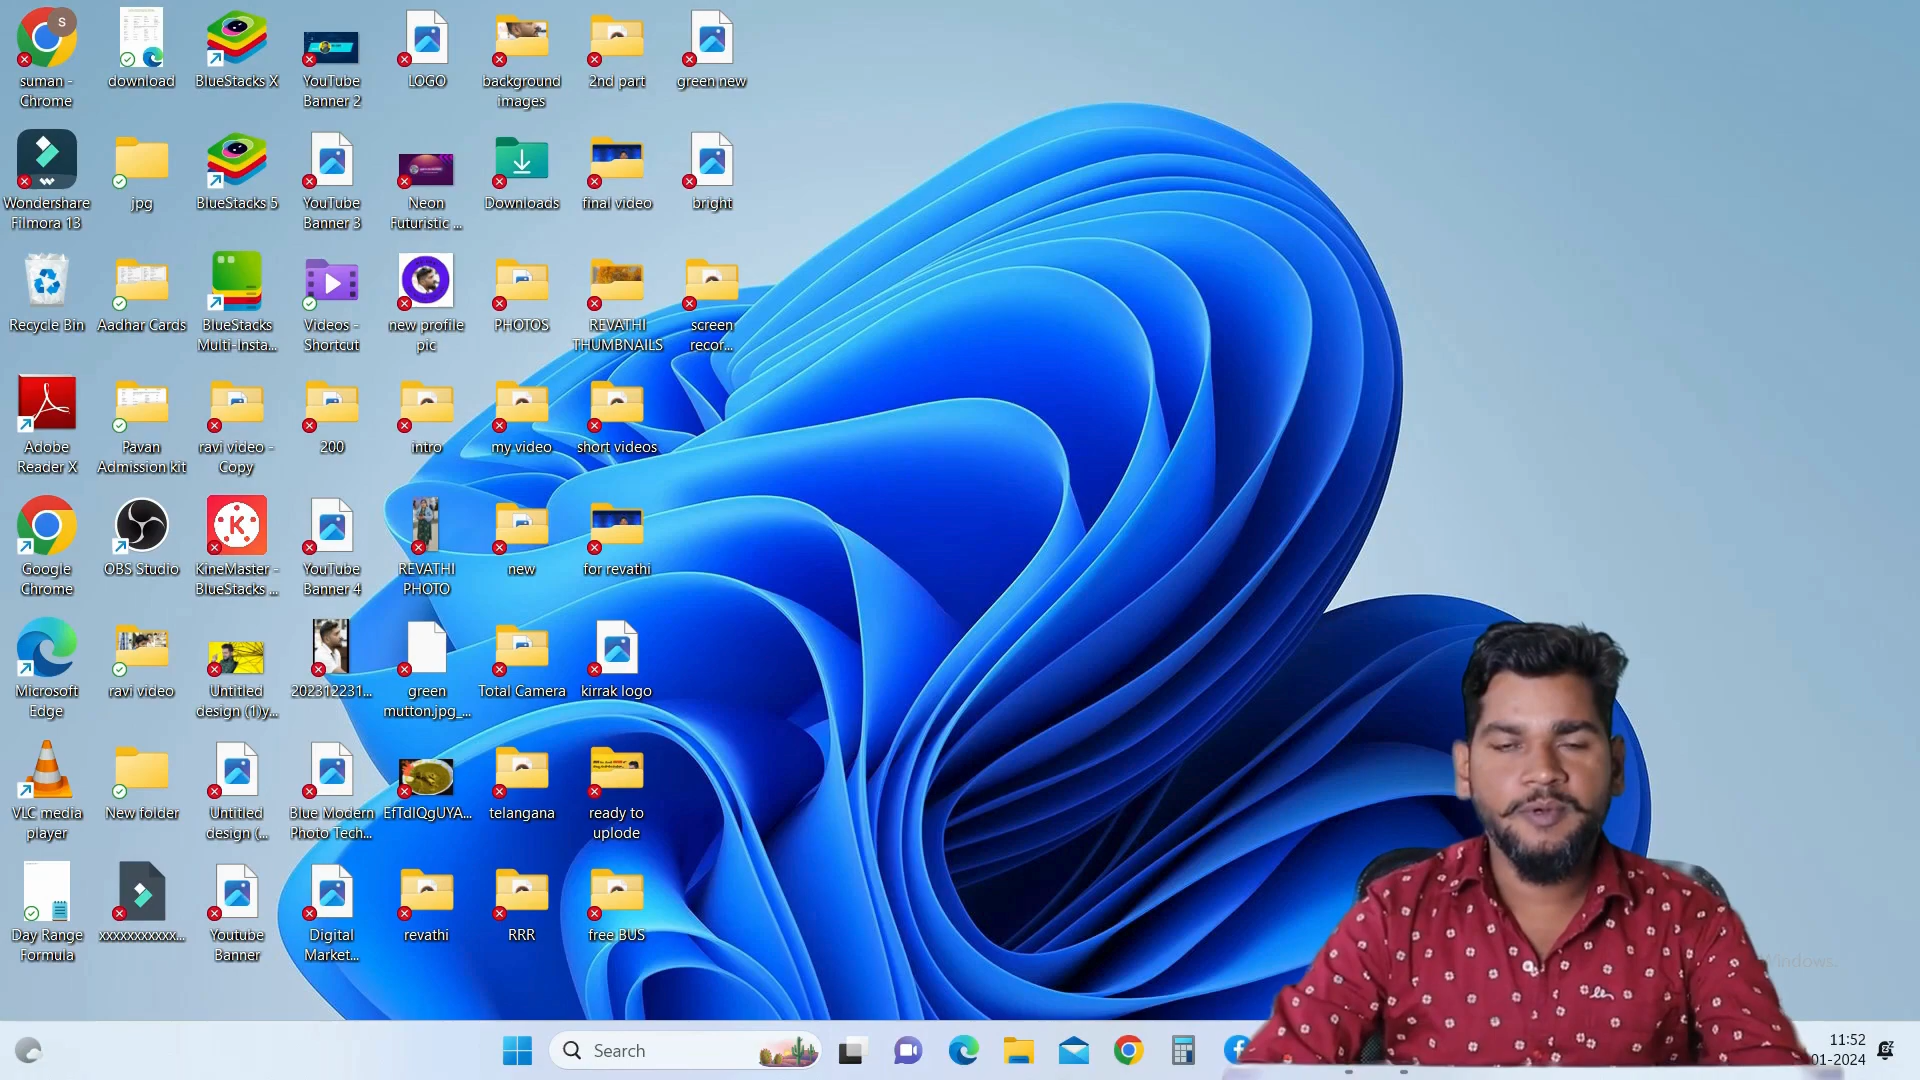 S
suman -
Chrome
download
BlueStacks X
YouTube
Banner 2
LOGO
background
images
2nd part
green new
Wondershare
Filmora 13
jpg
BlueStacks 5
YouTube
Banner 3
Neon
Futuristic ...
Downloads
final video
bright
Recycle Bin
Aadhar Cards
BlueStacks
Multi-Insta...
Videos -
Shortcut
new profile
pic
PHOTOS
REVATHI
THUMBNAILS
screen
recor...
Adobe
Reader X
Pavan
Admission kit
ravi video -
Copy
200
intro
my video
short videos
Google
Chrome
OBS Studio
KineMaster -
BlueStacks ...
YouTube
Banner 4
REVATHI
PHOTO
new
for revathi
Microsoft
Edge
ravi video
Untitled
design (1)y...
202312231...
green
mutton.jpg_...
Total Camera
kirrak logo
VLC media
player
New folder
Untitled
design (...
Blue Modern
Photo Tech...
EfTdIQgUYA...
telangana
ready to
uplode
Day Range
Formula
xxxxxxxxxxx...
Youtube
Banner
Digital
Market...
revathi
RRR
free BUS
Windows.
Search
11:52
01-2024